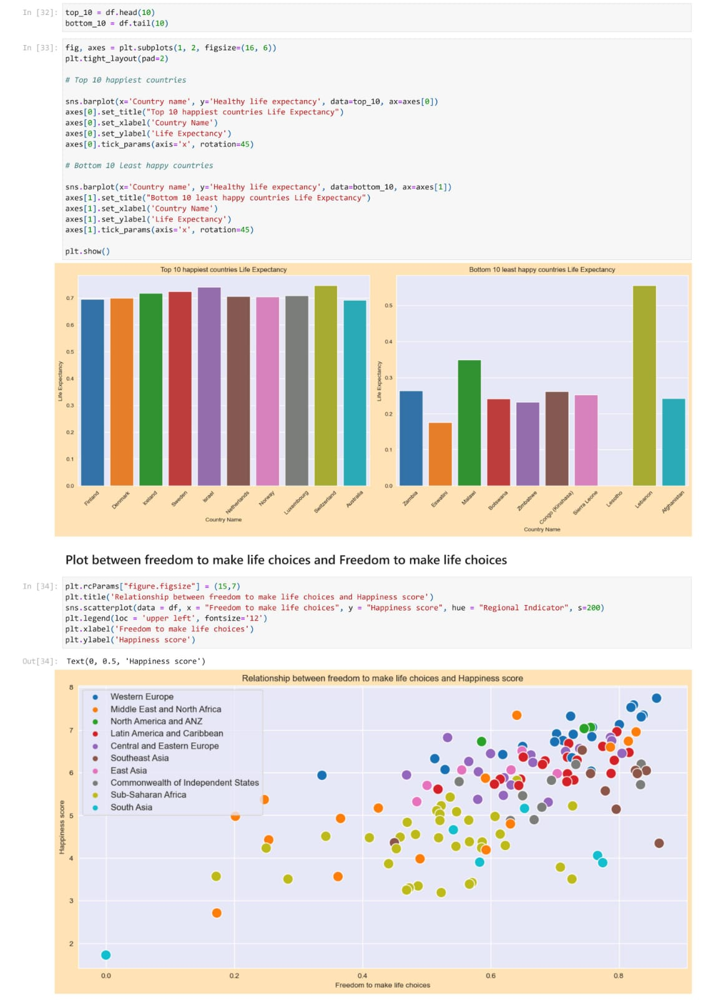 In [32]: top_10 = df.head(10)
bottom_10 = df.tail(10)
In [33]: fig, axes = plt.subplots(1, 2, figsize=(16, 6))
plt.tight_layout(pad=2)
# Top 10 happiest countries
sns.barplot(x='Country name', y='Healthy life expectancy', data=top_10, ax=axes[0])
axes[0].set_title("Top 10 happiest countries Life Expectancy")
axes[0].set_xlabel('Country Name')
axes[0].set_ylabel('Life Expectancy')
axes[0].tick_params(axis='x', rotation=45)
# Bottom 10 least happy countries
sns.barplot(x='Country name', y='Healthy life expectancy', data=bottom_10, ax=axes[1])
axes[1].set_title("Bottom 10 least happy countries Life Expectancy")
axes[1].set_xlabel('Country Name')
axes[1].set_ylabel('Life Expectancy')
axes[1].tick_params(axis='x', rotation=45)
plt.show()
Top 10 happiest countries Life Expectancy
Life Expectancy
0.7
0.6
0.5
0.4
0.3
0.2
0.1
0.0
Finland
Denmark
Iceland
Sweden
Israel
Netherlands
Norway
Luxembourg
Switzerland
Australia
Country Name
Bottom 10 least happy countries Life Expectancy
Life Expectancy
0.5
0.4
0.3
0.2
0.1
0.0
Zambia
Eswatini
Malawi
Botswana
Zimbabwe
Congo (Kinshasa)
Sierra Leone
Lesotho
Lebanon
Afghanistan
Country Name
Plot between freedom to make life choices and Freedom to make life choices
In [34]: plt.rcParams["figure.figsize"] = (15,7)
plt.title('Relationship between freedom to make life choices and Happiness score')
sns.scatterplot(data = df, x = "Freedom to make life choices", y = "Happiness score", hue = "Regional Indicator", s=200)
plt.legend(loc = 'upper left', fontsize='12')
plt.xlabel('Freedom to make life choices')
plt.ylabel('Happiness score')
Out[34]: Text(0, 0.5, 'Happiness score')
Relationship between freedom to make life choices and Happiness score
Western Europe
Middle East and North Africa
North America and ANZ
Latin America and Caribbean
Central and Eastern Europe
Southeast Asia
East Asia
Commonwealth of Independent States
Sub-Saharan Africa
South Asia
Happiness score
8
7
6
5
4
3
2
0.0
0.2
0.4
0.6
0.8
Freedom to make life choices